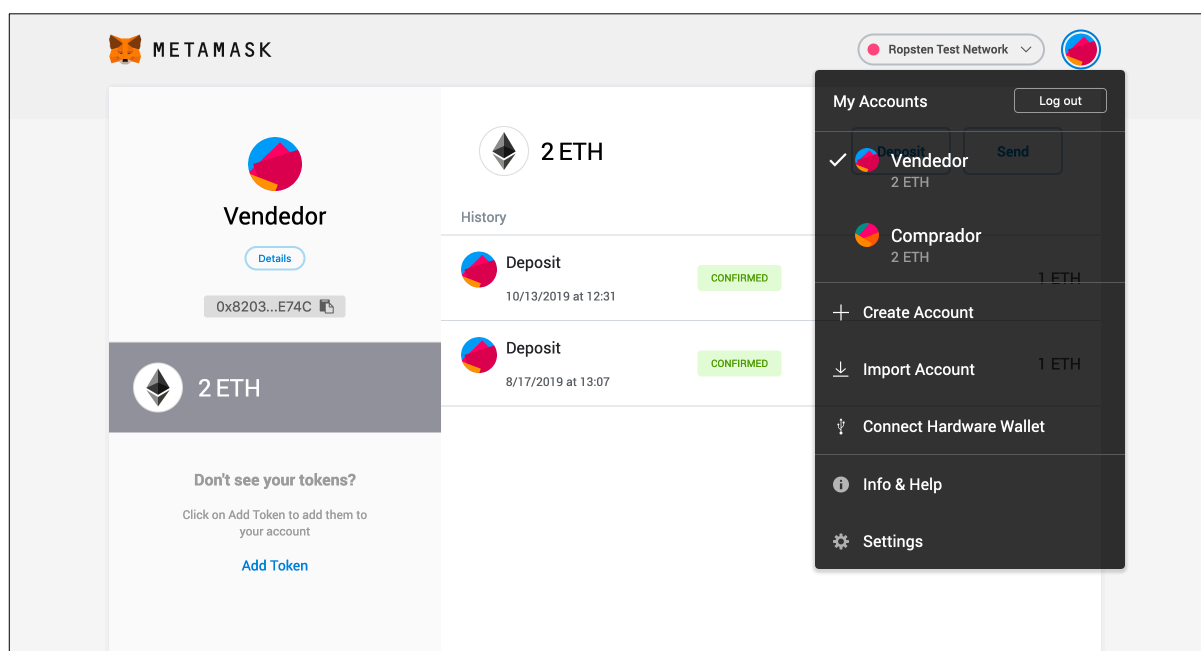 METAMASK
Ropsten Test Network
My Accounts
Log out
Vendedor
2 ETH
Comprador
2 ETH
Create Account
Import Account
Connect Hardware Wallet
Info & Help
Settings
Vendedor
Details
0x8203...E74C
2 ETH
Don't see your tokens?
Click on Add Token to add them to
your account
Add Token
2 ETH
Deposit
Send
History
Deposit
10/13/2019 at 12:31
CONFIRMED
1 ETH
Deposit
8/17/2019 at 13:07
CONFIRMED
1 ETH